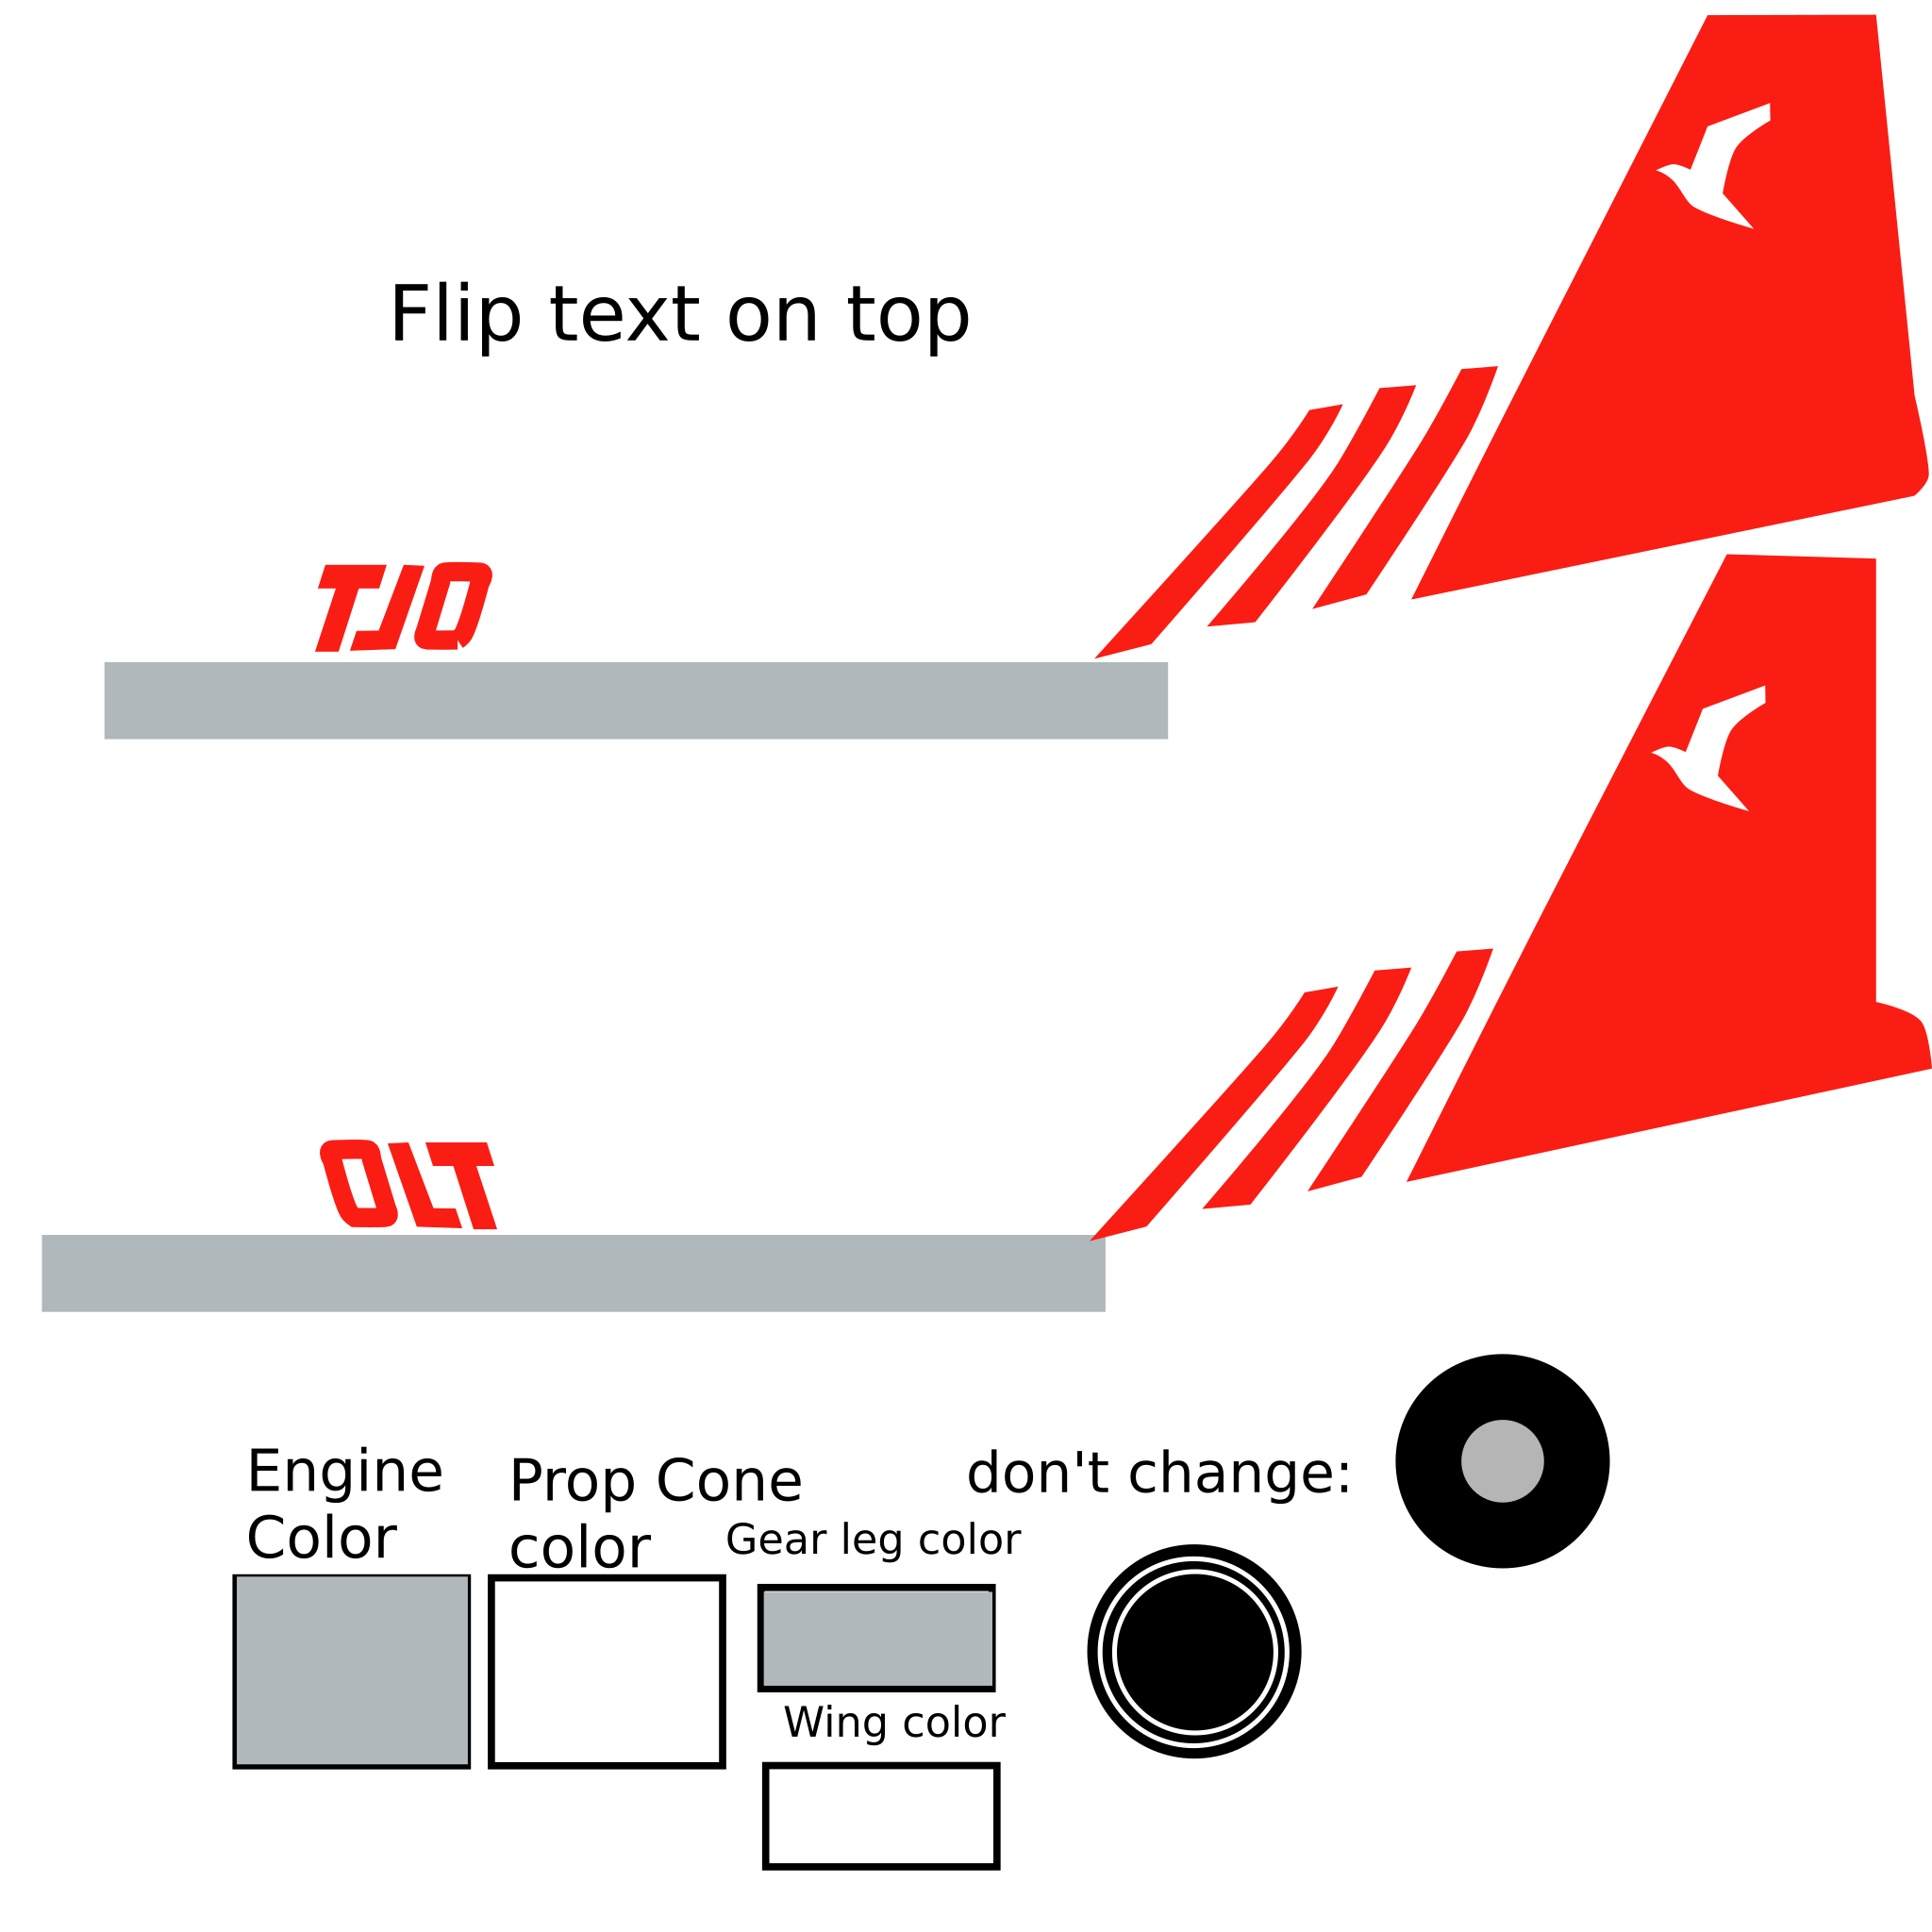 Flip text on top
TJO
OLT
Engine
Color
Prop Cone
color
don't change:
Gear leg color
Wing color